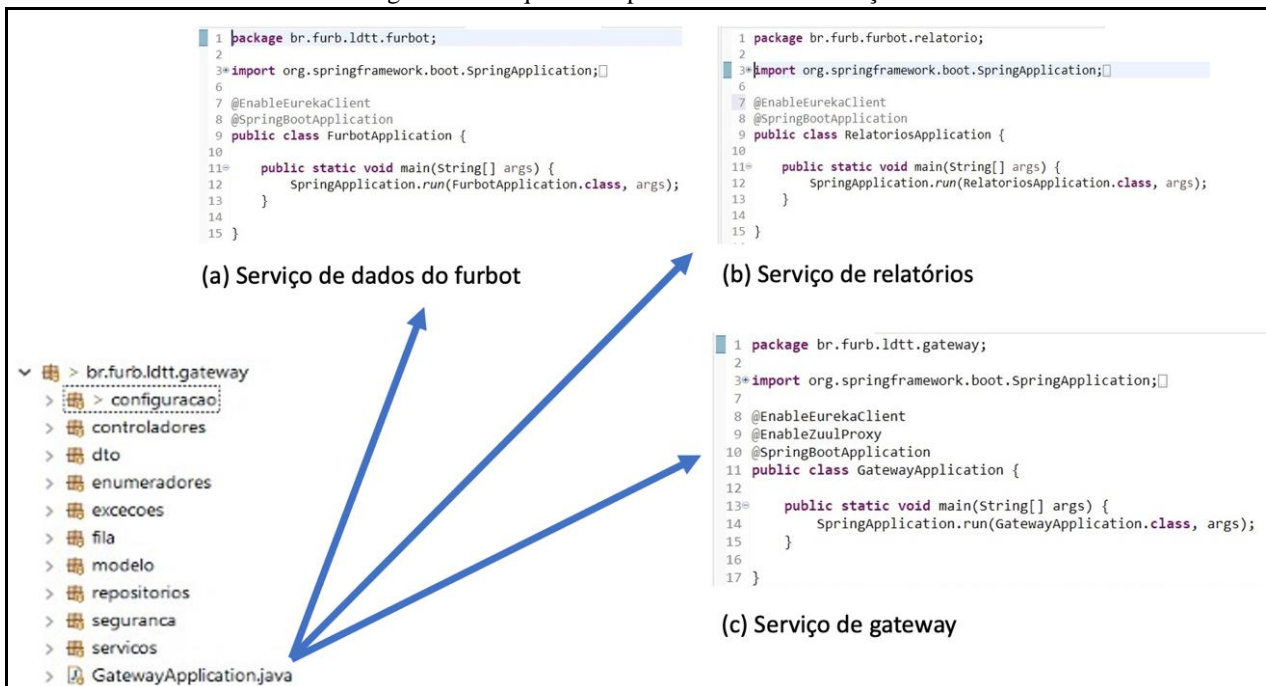 1 package br.furb.ldtt.furbot;
2
3 import org.springframework.boot.SpringApplication;
6
7 @EnableEurekaClient
8 @SpringBootApplication
9 public class FurbotApplication {
10
11 public static void main(String[] args) {
12 SpringApplication.run(FurbotApplication.class, args);
13 }
14
15 }
(a) Serviço de dados do furbot
1 package br.furb.furbot.relatorio;
2
3 import org.springframework.boot.SpringApplication;
6
7 @EnableEurekaClient
8 @SpringBootApplication
9 public class RelatoriosApplication {
10
11 public static void main(String[] args) {
12 SpringApplication.run(RelatoriosApplication.class, args);
13 }
14
15 }
(b) Serviço de relatórios
> br.furb.ldtt.gateway
> > configuracao
> controladores
> dto
> enumeradores
> excecoes
> fila
> modelo
> repositorios
> seguranca
> servicos
> GatewayApplication.java
1 package br.furb.ldtt.gateway;
2
3 import org.springframework.boot.SpringApplication;
7
8 @EnableEurekaClient
9 @EnableZuulProxy
10 @SpringBootApplication
11 public class GatewayApplication {
12
13 public static void main(String[] args) {
14 SpringApplication.run(GatewayApplication.class, args);
15 }
16
17 }
(c) Serviço de gateway